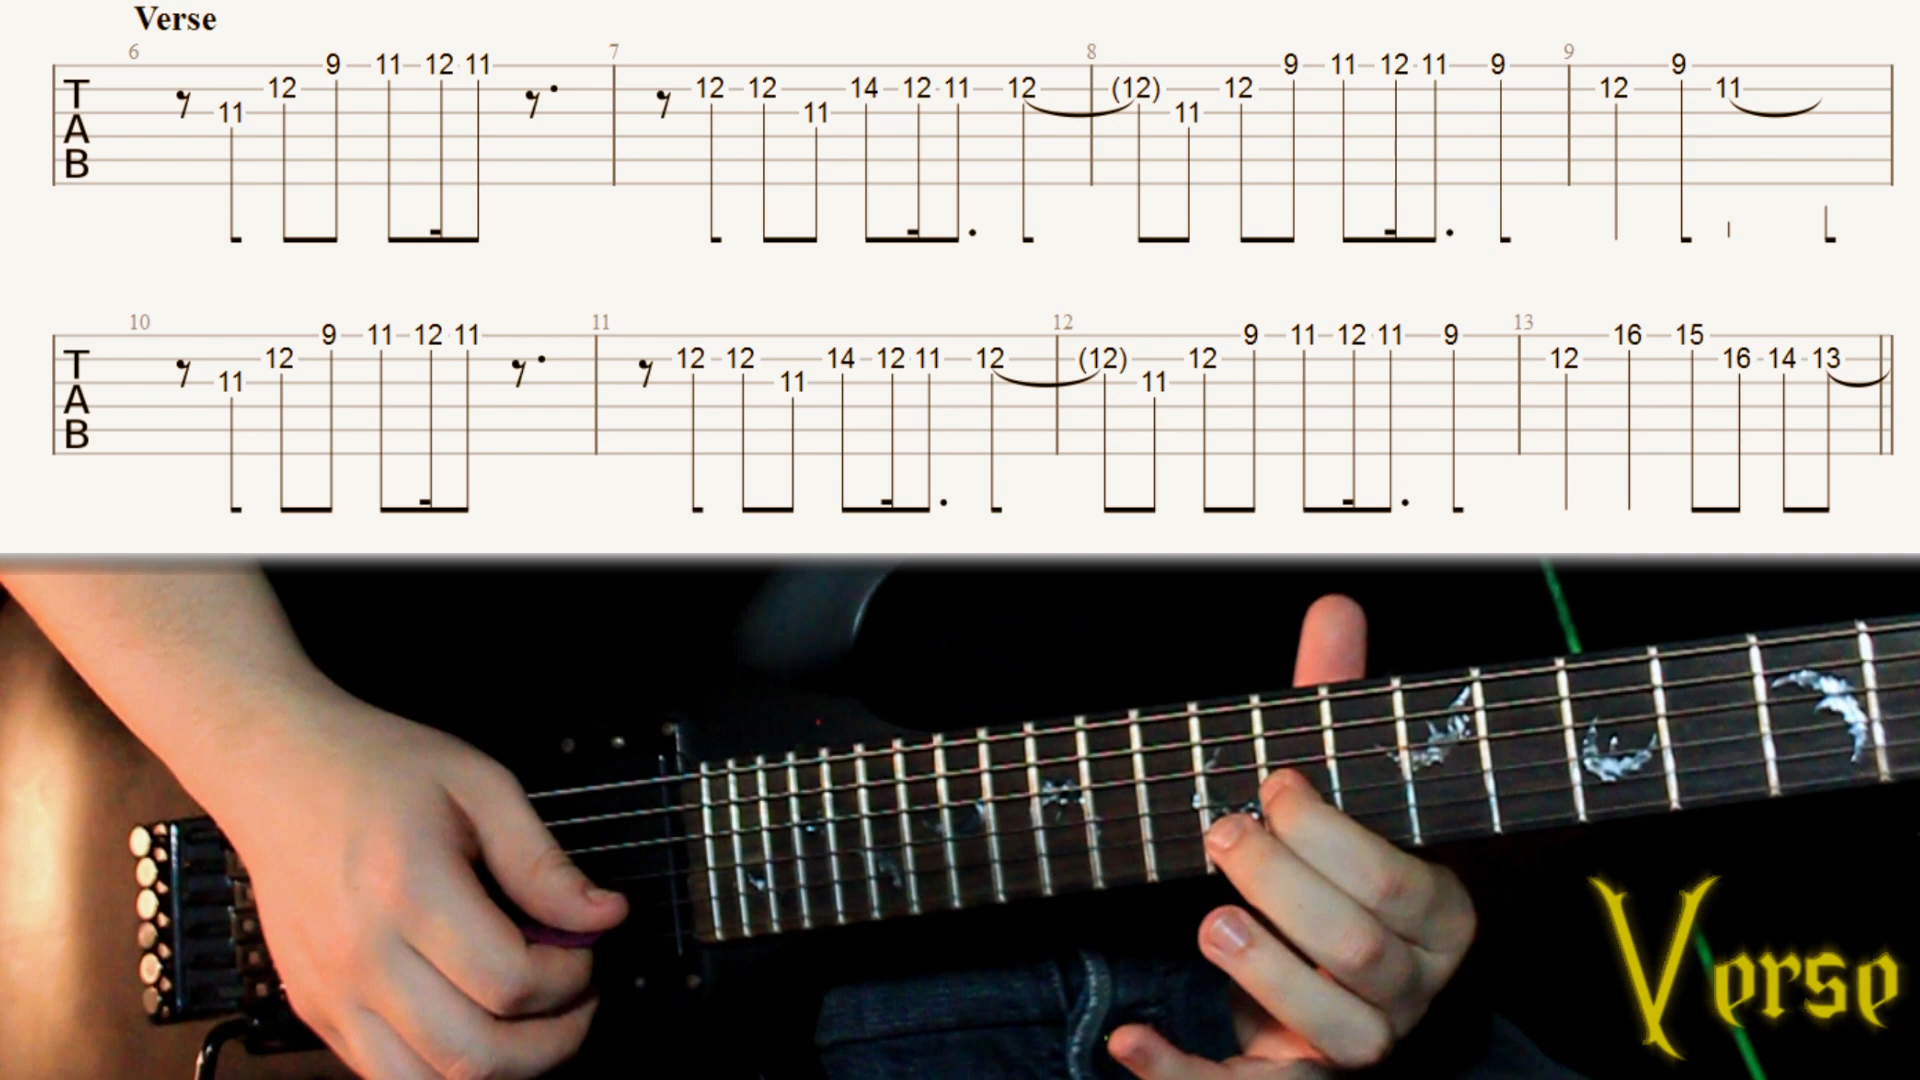 Verse
6 7 8 9
9 11 12 11 9 11 12 11 9 9
12 12 12 14 12 11 12 (12) 12 12 11
11 11 11
T
A
B
10 11 12 13
9 11 12 11 9 11 12 11 9 16 15
12 12 12 14 12 11 12 (12) 12 12 16 14 13
11 11 11
T
A
B
Verse